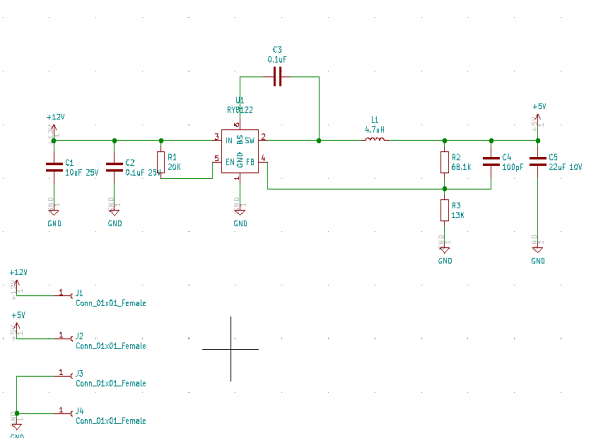 C3
0.1uF
U1
+12V
L1
4.7uH
+5V
BS
3
IN
SW
2
C1
10uF 25V
C2
0.1uF 25V
R1
20K
5
EN
GND
FB
4
1
R2
68.1K
C4
100pF
C5
22uF 10V
R3
13K
GND
GND
GND
GND
GND
+12V
1
J1
Conn_01x01_Female
+5V
1
J2
Conn_01x01_Female
1
J3
Conn_01x01_Female
1
J4
Conn_01x01_Female
GND